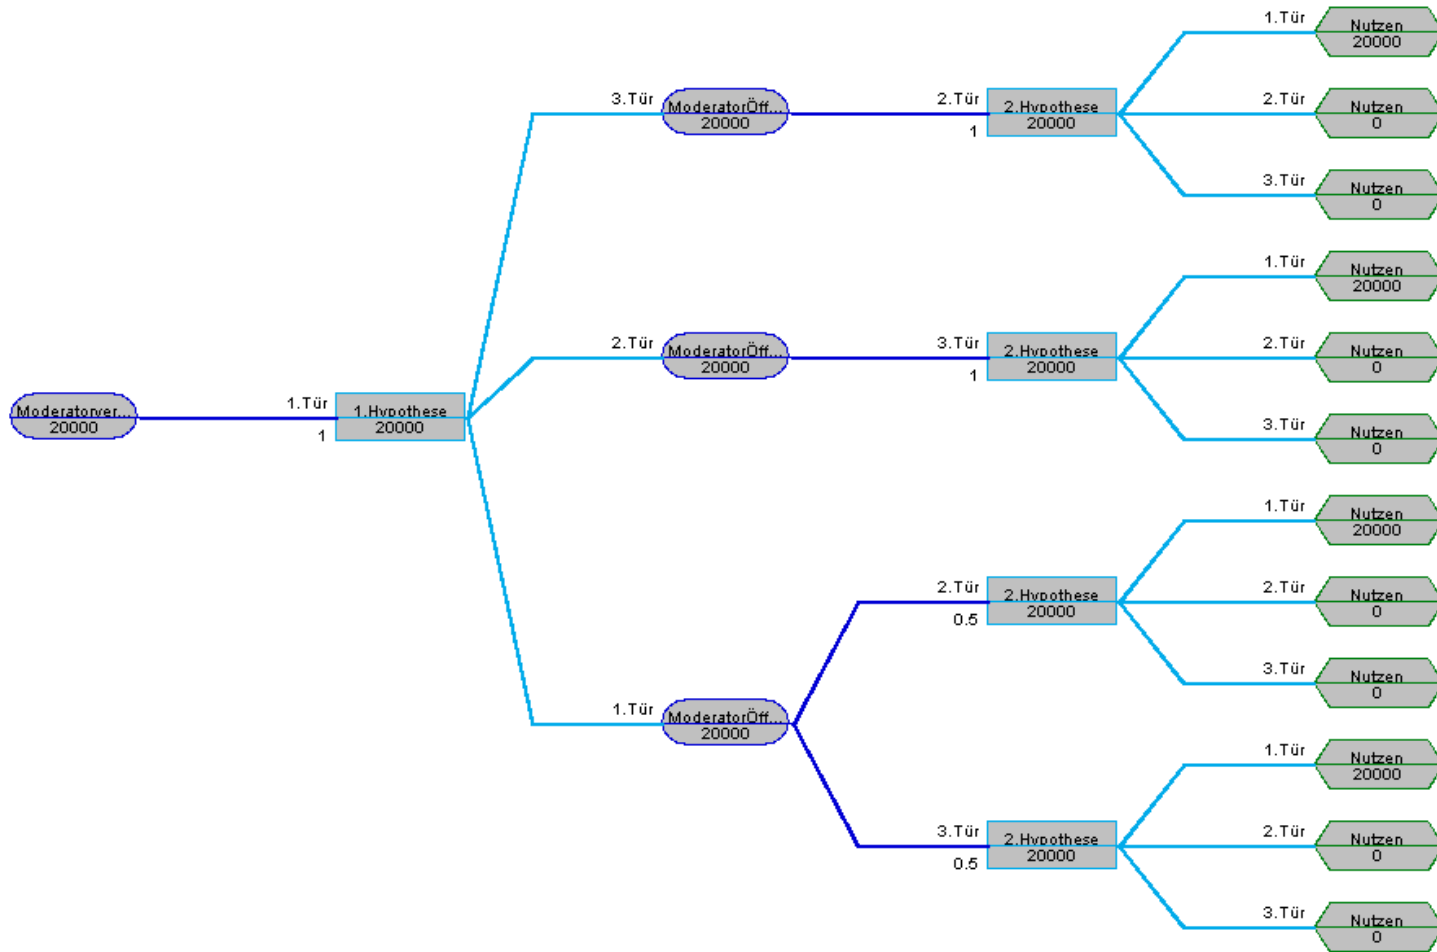 1.Tür
Nutzen
20000
3.Tür
ModeratorÖff...
20000
2.Tür
1
2.Hypothese
20000
2.Tür
Nutzen
0
3.Tür
Nutzen
0
1.Tür
Nutzen
20000
2.Tür
ModeratorÖff...
20000
3.Tür
1
2.Hypothese
20000
2.Tür
Nutzen
0
3.Tür
Nutzen
0
Moderatorver...
20000
1.Tür
1
1.Hypothese
20000
1.Tür
Nutzen
20000
2.Tür
0.5
2.Hypothese
20000
2.Tür
Nutzen
0
3.Tür
Nutzen
0
1.Tür
ModeratorÖff...
20000
1.Tür
Nutzen
20000
3.Tür
0.5
2.Hypothese
20000
2.Tür
Nutzen
0
3.Tür
Nutzen
0